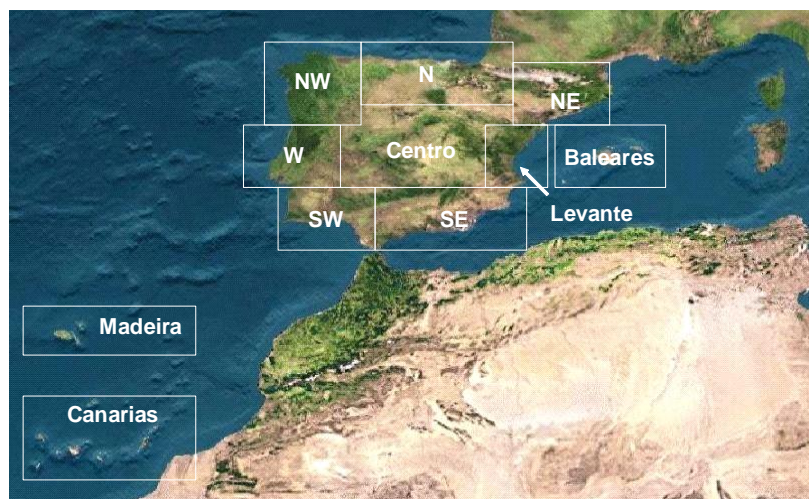 N
NW
NE
W
Centro
Baleares
SW
SE
Levante
Madeira
Canarias